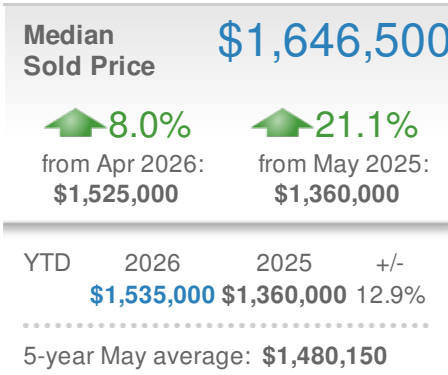 Median
Sold Price
$1,646,500
8.0%
21.1%
from Apr 2026:
from May 2025:
$1,525,000
$1,360,000
YTD 2026 2025 +/-
$1,535,000 $1,360,000 12.9%
5-year May average: $1,480,150